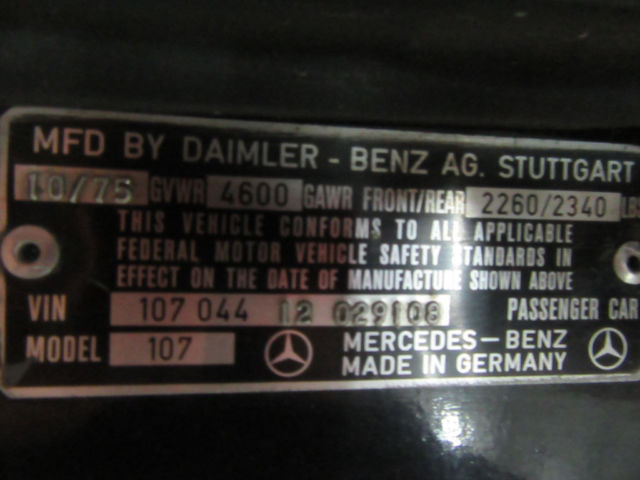 MFD BY DAIMLER - BENZ AG. STUTTGART
10/75 GVWR 4600 GAWR FRONT/REAR 2260/2340 LBS
THIS VEHICLE CONFORMS TO ALL APPLICABLE
FEDERAL MOTOR VEHICLE SAFETY STANDARDS IN
EFFECT ON THE DATE OF MANUFACTURE SHOWN ABOVE
VIN 107 044 12 029108 PASSENGER CAR
MODEL 107 MERCEDES-BENZ
MADE IN GERMANY